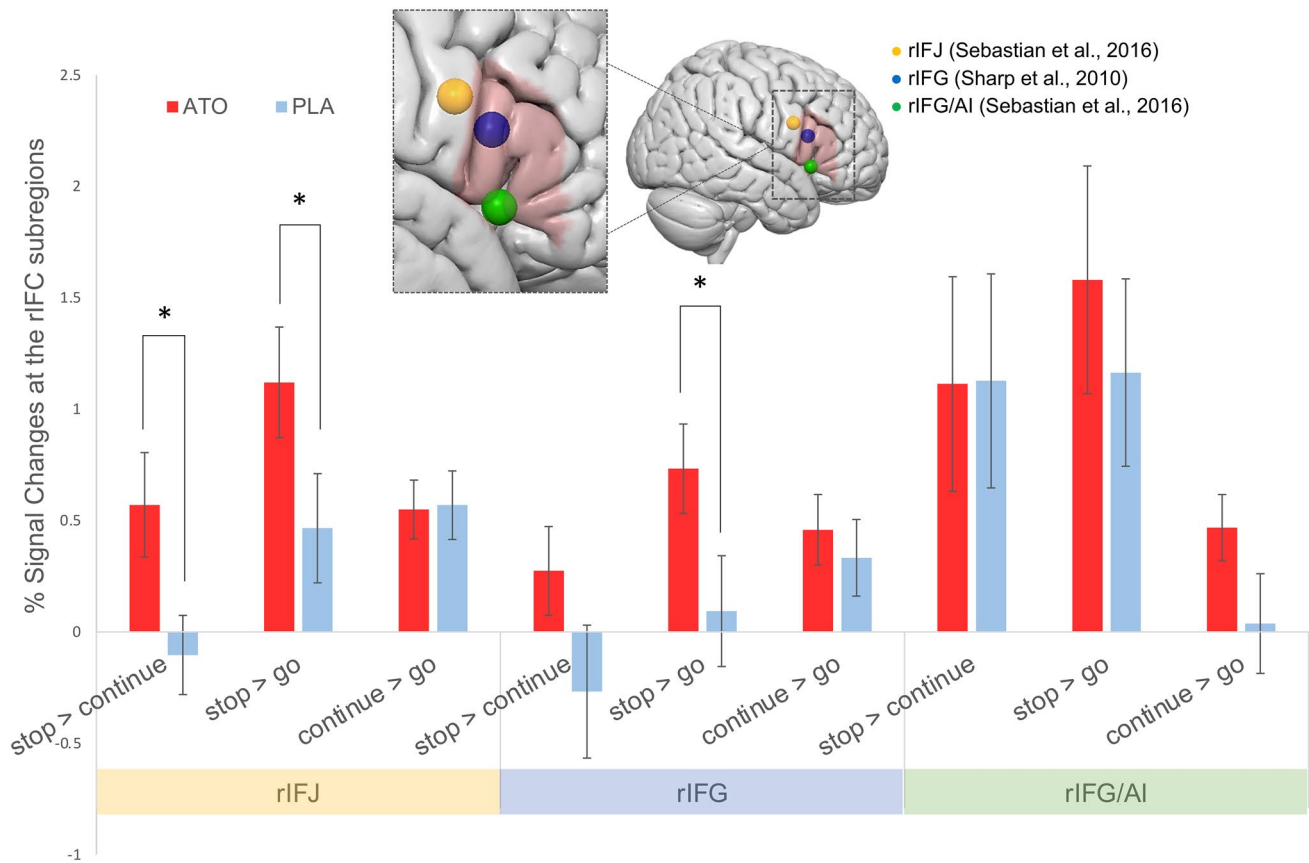 rIFJ (Sebastian et al., 2016)
rIFG (Sharp et al., 2010)
rIFG/AI (Sebastian et al., 2016)
ATO
PLA
% Signal Changes at the rIFC subregions
2.5
2
1.5
1
0.5
0
-0.5
-1
*
*
*
stop > continue
stop > go
continue > go
stop > continue
stop > go
continue > go
stop > continue
stop > go
continue > go
rIFJ
rIFG
rIFG/AI